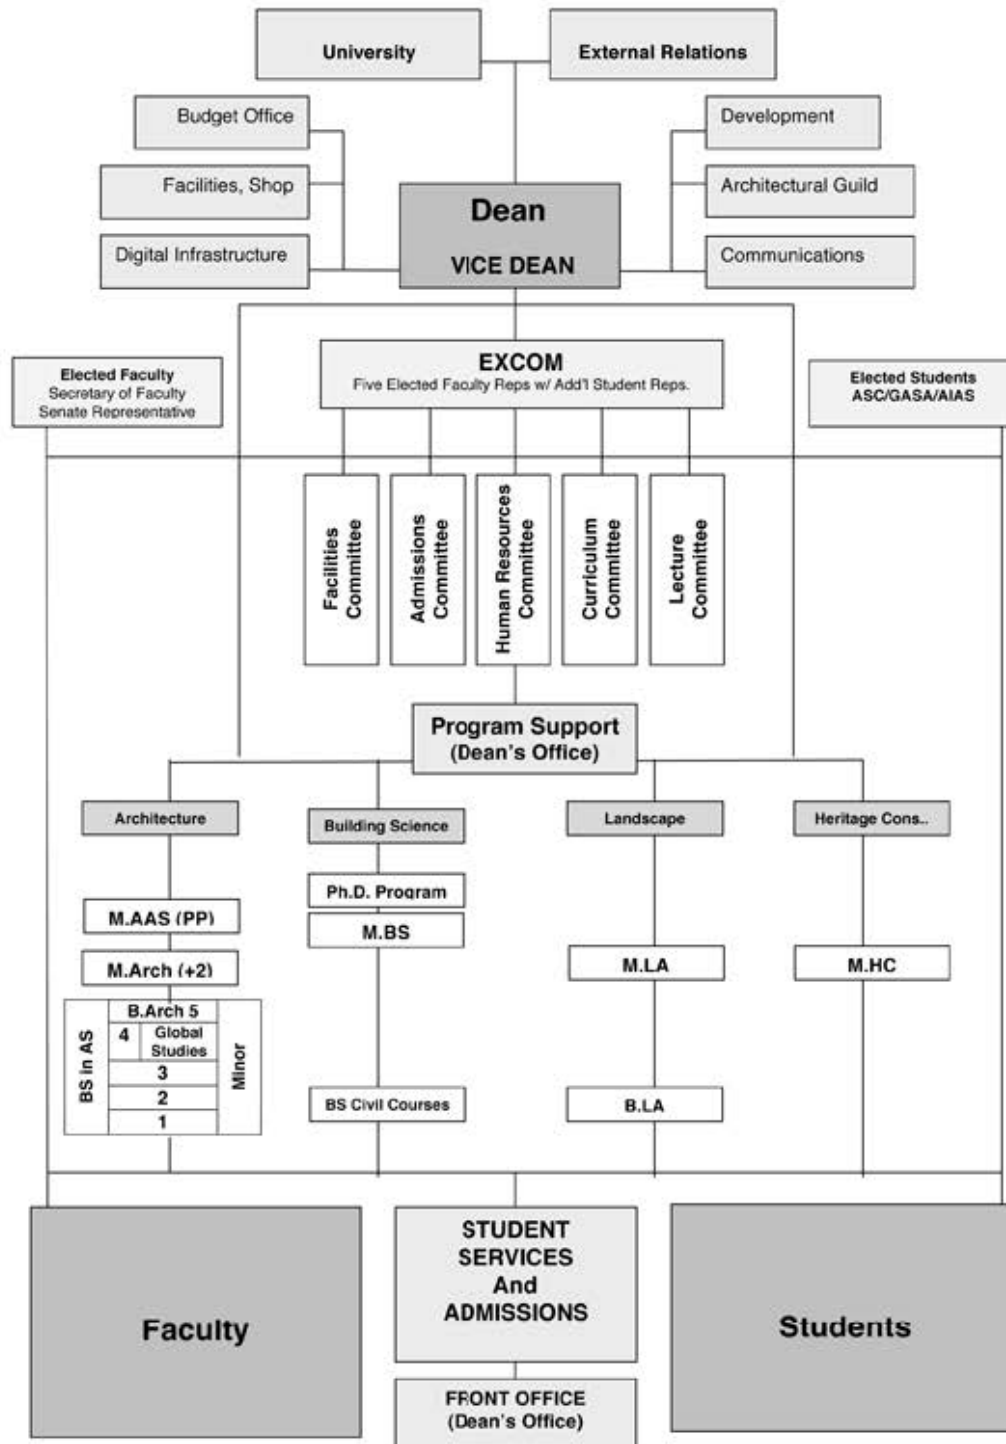 University
External Relations
Budget Office
Development
Facilities, Shop
Architectural Guild
Digital Infrastructure
Communications
Dean
VICE DEAN
EXCOM
Five Elected Faculty Reps w/ Add'l Student Reps.
Elected Faculty
Secretary of Faculty
Senate Representative
Elected Students
ASC/GASA/AIAS
Facilities
Committee
Admissions
Committee
Human Resources
Committee
Curriculum
Committee
Lecture
Committee
Program Support
(Dean's Office)
Architecture
Building Science
Landscape
Heritage Cons..
Ph.D. Program
M.AAS (PP)
M.BS
M.Arch (+2)
M.LA
M.HC
BS in AS
B.Arch 5
4
Global
Studies
3
2
1
Minor
BS Civil Courses
B.LA
Faculty
STUDENT
SERVICES
And
ADMISSIONS
Students
FRONT OFFICE
(Dean's Office)